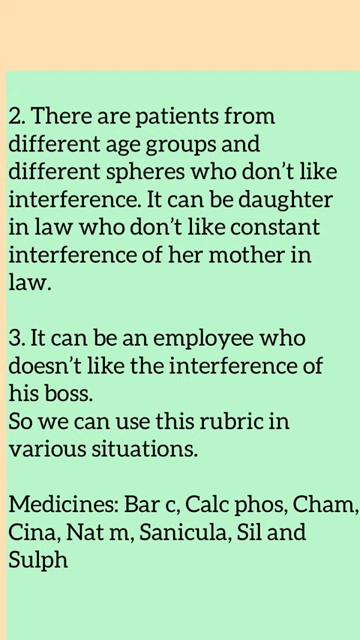 2. There are patients from
different age groups and
different spheres who don’t like
interference. It can be daughter
in law who don’t like constant
interference of her mother in
law.
3. It can be an employee who
doesn’t like the interference of
his boss.
So we can use this rubric in
various situations.
Medicines: Bar c, Calc phos, Cham,
Cina, Nat m, Sanicula, Sil and
Sulph